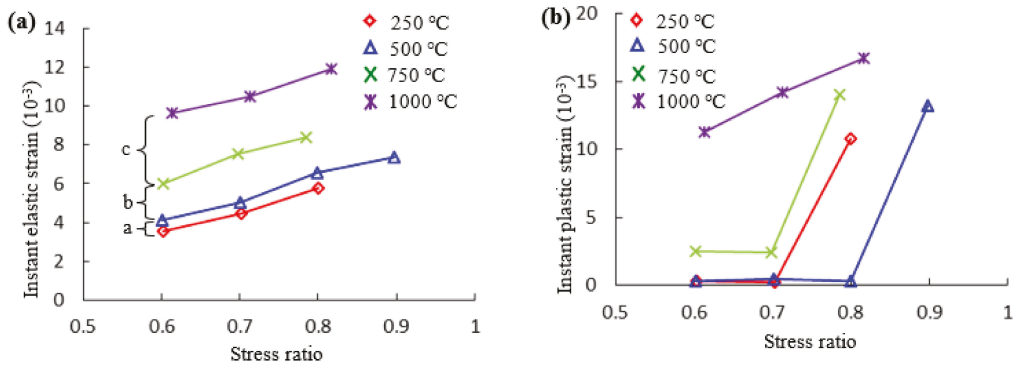 (a)
14
12
10
8
6
4
2
0
Instant elastic strain (10⁻³)
250 ℃
500 ℃
750 ℃
1000 ℃
c
b
a
0.5 0.6 0.7 0.8 0.9 1
Stress ratio
(b)
20
15
10
5
0
Instant plastic strain (10⁻³)
250 ℃
500 ℃
750 ℃
1000 ℃
0.5 0.6 0.7 0.8 0.9 1
Stress ratio